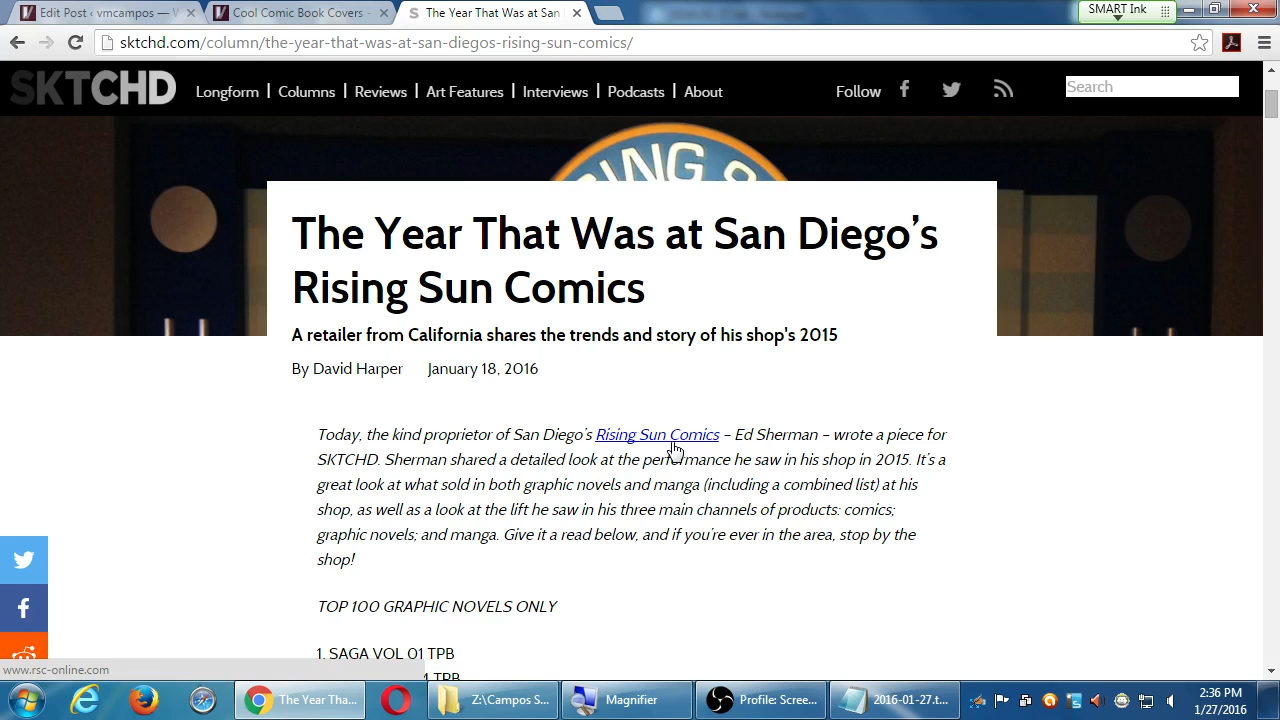 Edit Post ‹ vmcampos — W
Cool Comic Book Covers -
The Year That Was at San
SMART Ink
sktchd.com/column/the-year-that-was-at-san-diegos-rising-sun-comics/
SKTCHD
Longform | Columns | Reviews | Art Features | Interviews | Podcasts | About
Follow
Search
The Year That Was at San Diego’s
Rising Sun Comics
A retailer from California shares the trends and story of his shop's 2015
By David Harper January 18, 2016
Today, the kind proprietor of San Diego’s Rising Sun Comics – Ed Sherman – wrote a piece for
SKTCHD. Sherman shared a detailed look at the performance he saw in his shop in 2015. It’s a
great look at what sold in both graphic novels and manga (including a combined list) at his
shop, as well as a look at the lift he saw in his three main channels of products: comics;
graphic novels; and manga. Give it a read below, and if you’re ever in the area, stop by the
shop!
TOP 100 GRAPHIC NOVELS ONLY
1. SAGA VOL 01 TPB
TPB
www.rsc-online.com
The Year Tha...
Z:\Campos S...
Magnifier
Profile: Scree...
2016-01-27.t...
2:36 PM
1/27/2016